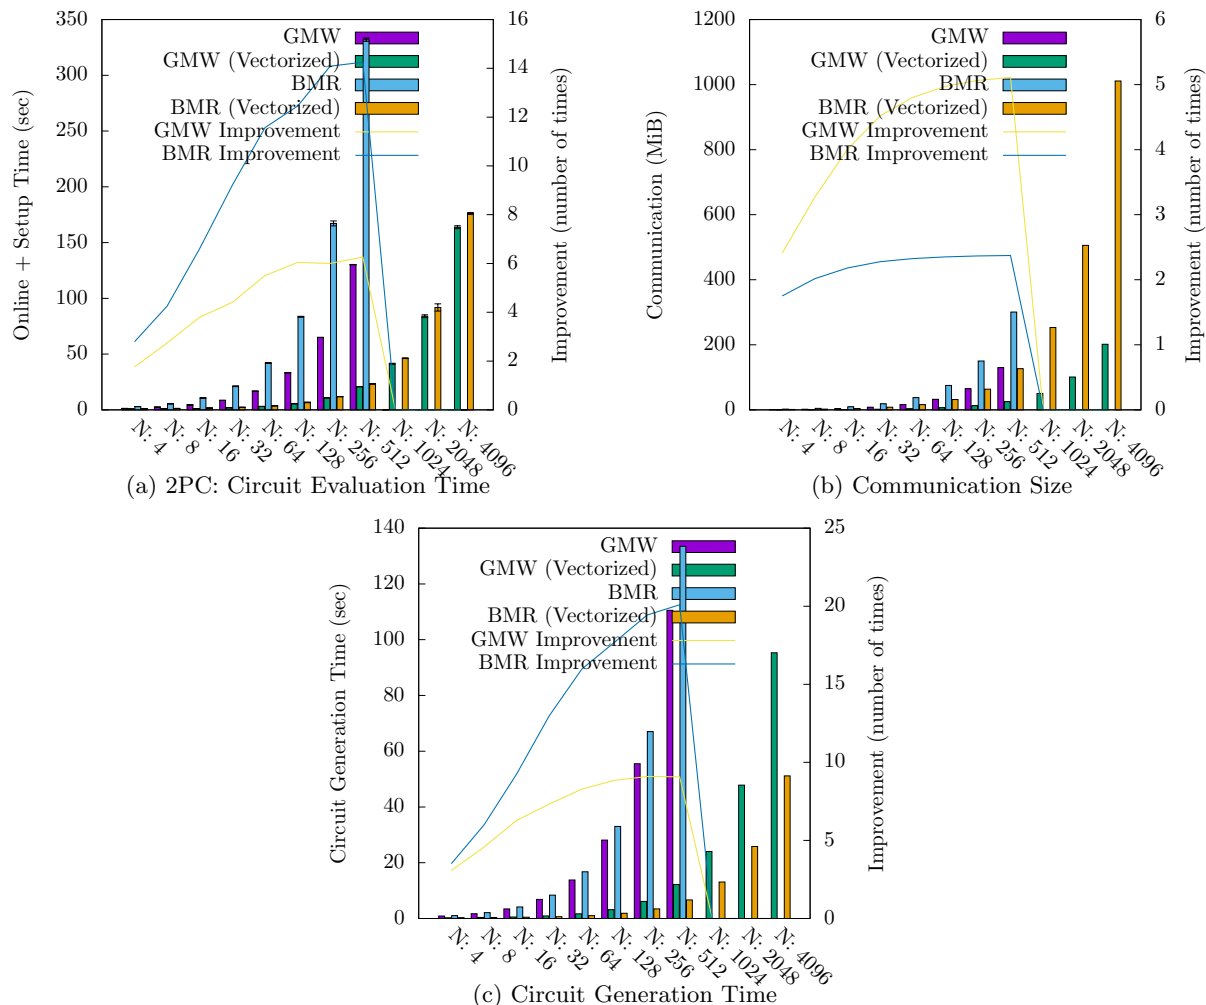 Online + Setup Time (sec)
350
300
250
200
150
100
50
0
GMW
GMW (Vectorized)
BMR
BMR (Vectorized)
GMW Improvement
BMR Improvement
16
14
12
10
8
6
4
2
0
Improvement (number of times)
N: 4
N: 8
N: 16
N: 32
N: 64
N: 128
N: 256
N: 512
N: 1024
N: 2048
N: 4096
(a) 2PC: Circuit Evaluation Time
Communication (MiB)
1200
1000
800
600
400
200
0
GMW
GMW (Vectorized)
BMR
BMR (Vectorized)
GMW Improvement
BMR Improvement
6
5
4
3
2
1
0
Improvement (number of times)
N: 4
N: 8
N: 16
N: 32
N: 64
N: 128
N: 256
N: 512
N: 1024
N: 2048
N: 4096
(b) Communication Size
Circuit Generation Time (sec)
140
120
100
80
60
40
20
0
GMW
GMW (Vectorized)
BMR
BMR (Vectorized)
GMW Improvement
BMR Improvement
25
20
15
10
5
0
Improvement (number of times)
N: 4
N: 8
N: 16
N: 32
N: 64
N: 128
N: 256
N: 512
N: 1024
N: 2048
N: 4096
(c) Circuit Generation Time